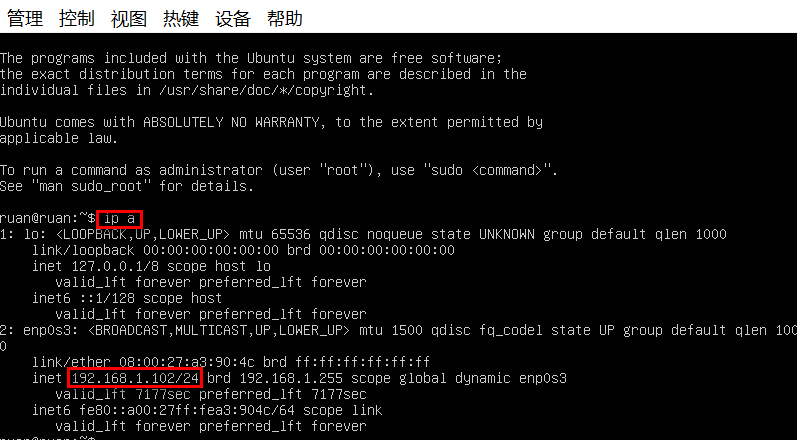 管理 控制 视图 热键 设备 帮助
The programs included with the Ubuntu system are free software;
the exact distribution terms for each program are described in the
individual files in /usr/share/doc/*/copyright.
Ubuntu comes with ABSOLUTELY NO WARRANTY, to the extent permitted by
applicable law.
To run a command as administrator (user "root"), use "sudo <command>".
See "man sudo_root" for details.
ruan@ruan:~$ ip a
1: lo: <LOOPBACK,UP,LOWER_UP> mtu 65536 qdisc noqueue state UNKNOWN group default qlen 1000
link/loopback 00:00:00:00:00:00 brd 00:00:00:00:00:00
inet 127.0.0.1/8 scope host lo
valid_lft forever preferred_lft forever
inet6 ::1/128 scope host
valid_lft forever preferred_lft forever
2: enp0s3: <BROADCAST,MULTICAST,UP,LOWER_UP> mtu 1500 qdisc fq_codel state UP group default qlen 100
0
link/ether 08:00:27:a3:90:4c brd ff:ff:ff:ff:ff:ff
inet 192.168.1.102/24 brd 192.168.1.255 scope global dynamic enp0s3
valid_lft 7177sec preferred_lft 7177sec
inet6 fe80::a00:27ff:fea3:904c/64 scope link
valid_lft forever preferred_lft forever